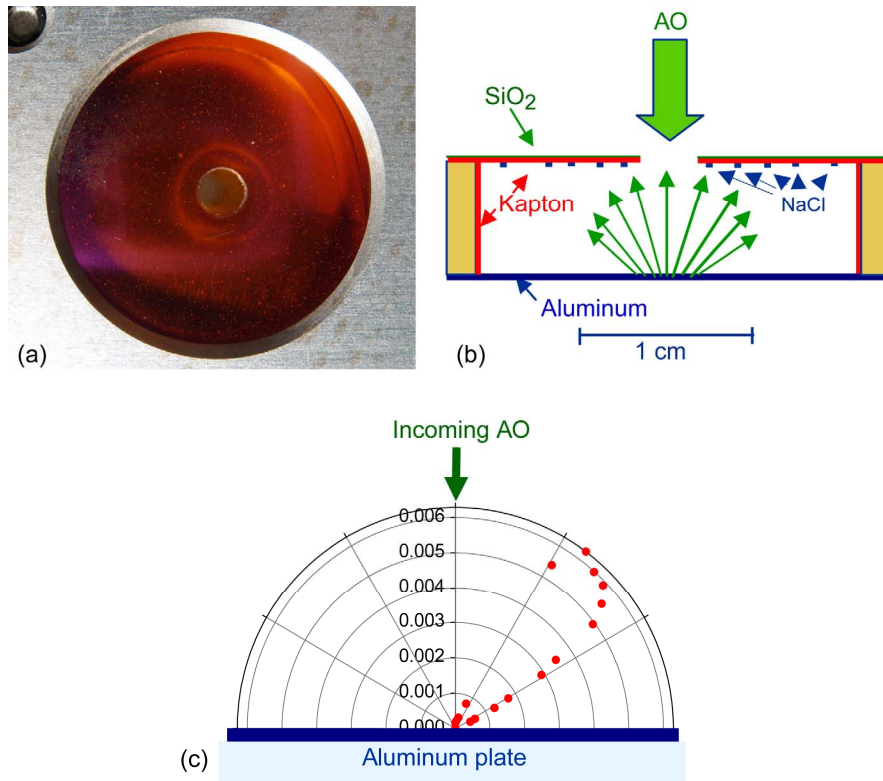 AO
SiO2
Kapton
NaCl
Aluminum
(a)
(b)
1 cm
Incoming AO
0.006
0.005
0.004
0.003
0.002
0.001
0.000
(c)
Aluminum plate